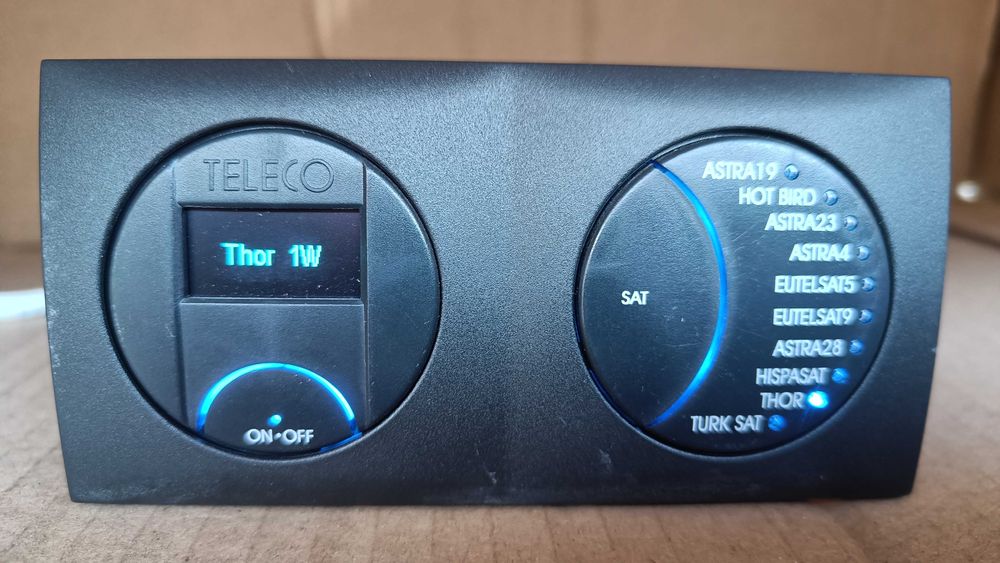 TELECO
Thor 1W
ON•OFF
SAT
ASTRA19
HOT BIRD
ASTRA23
ASTRA4
EUTELSAT5
EUTELSAT9
ASTRA28
HISPASAT
THOR
TURK SAT